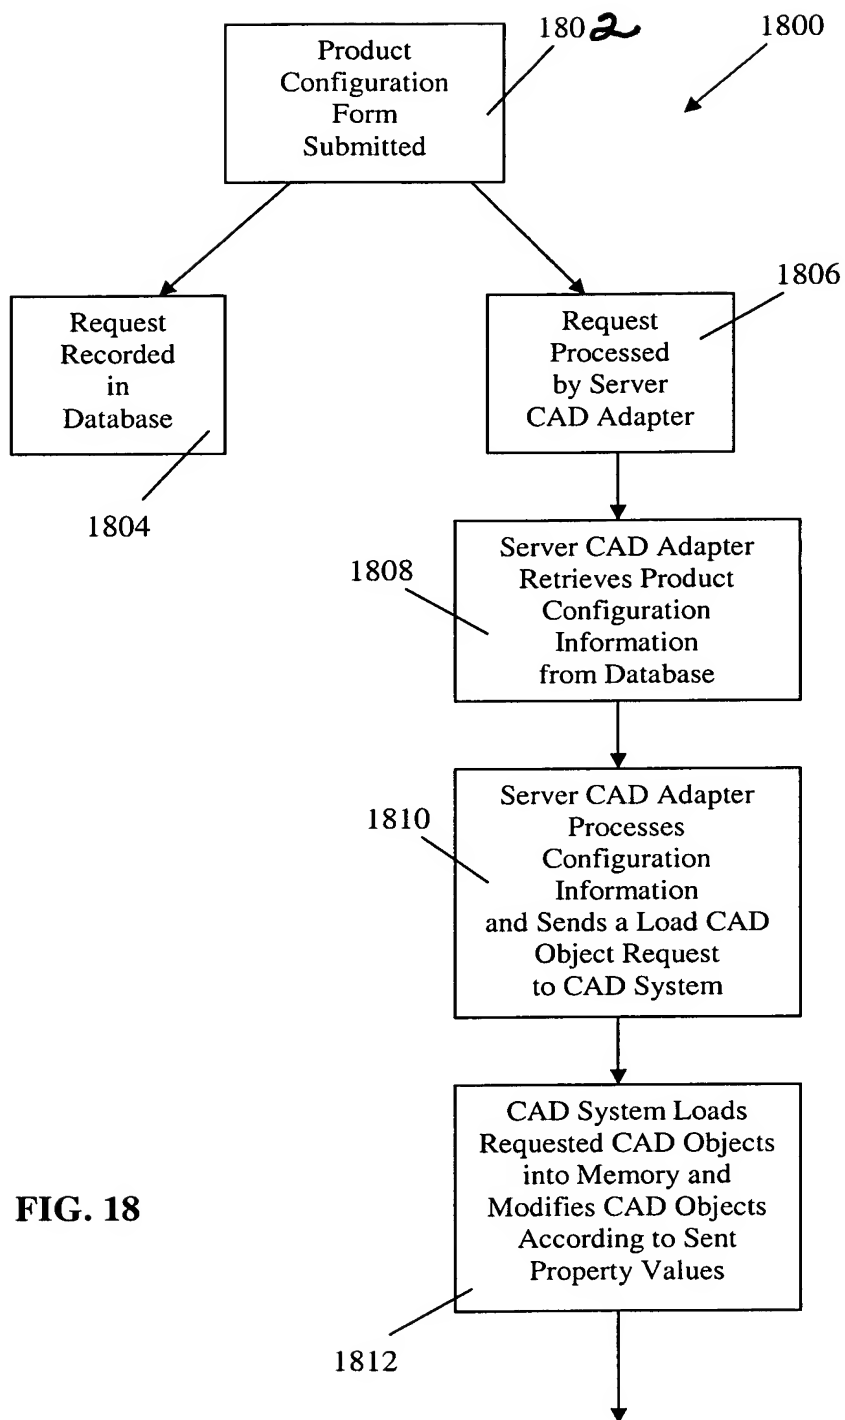 1802
1800
Product
Configuration
Form
Submitted
1806
Request
Recorded
in
Database
Request
Processed
by Server
CAD Adapter
1804
1808
Server CAD Adapter
Retrieves Product
Configuration
Information
from Database
1810
Server CAD Adapter
Processes
Configuration
Information
and Sends a Load CAD
Object Request
to CAD System
CAD System Loads
Requested CAD Objects
into Memory and
Modifies CAD Objects
According to Sent
Property Values
FIG. 18
1812